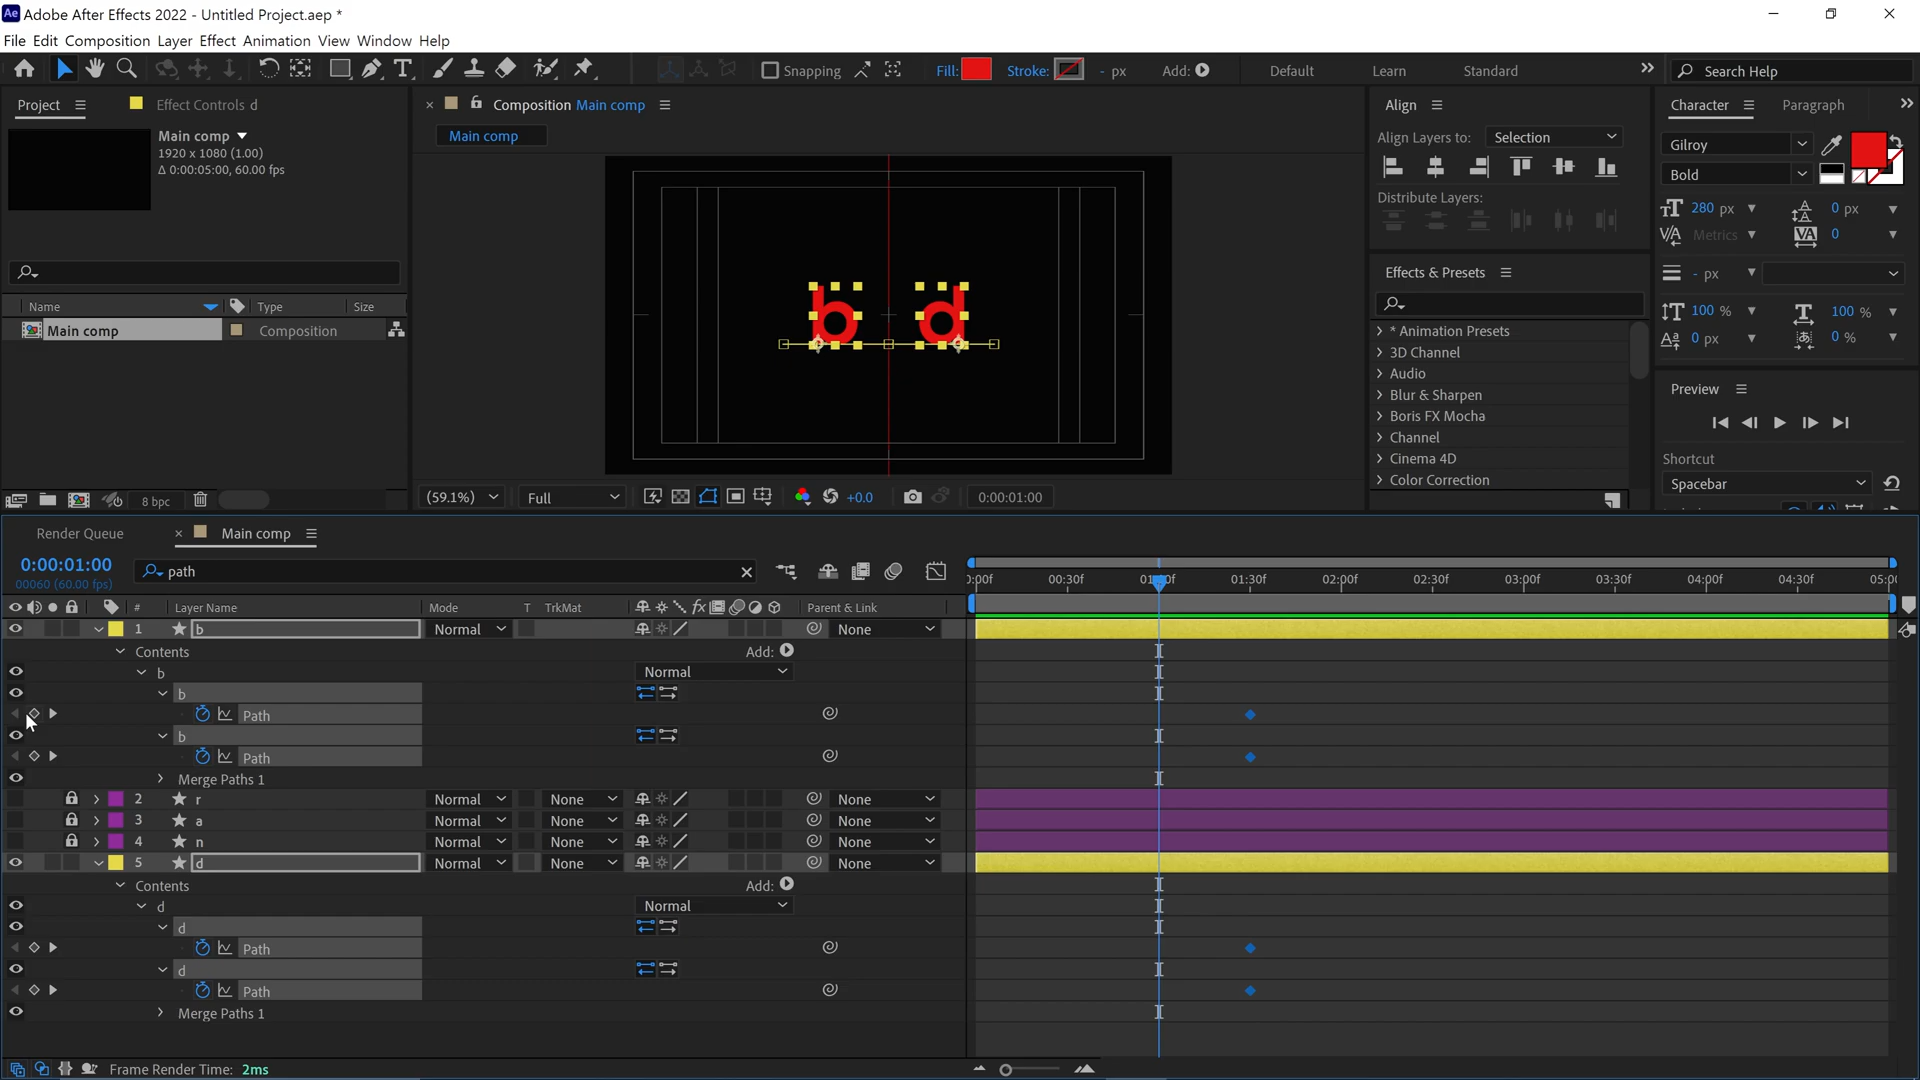 Ae Adobe After Effects 2022 - Untitled Project.aep *
File Edit Composition Layer Effect Animation View Window Help
Snapping Fill: Stroke: - px Add: Default Learn Standard » Search Help
Project Effect Controls d
Main comp
1920 x 1080 (1.00)
Δ 0:00:05:00, 60.00 fps
Name Type Size
Main comp Composition
8 bpc
Composition Main comp
Main comp
b d
(59.1%) Full +0.0 0:00:01:00
Align
Align Layers to: Selection
Distribute Layers:
Effects & Presets
* Animation Presets
3D Channel
Audio
Blur & Sharpen
Boris FX Mocha
Channel
Cinema 4D
Color Correction
Character Paragraph
Gilroy
Bold
280 px 0 px
Metrics 0
- px
100 % 100 %
0 px 0 %
Preview
Shortcut
Spacebar
Render Queue Main comp
0:00:01:00
00060 (60.00 fps)
path
:00f 00:30f 01:00f 01:30f 02:00f 02:30f 03:00f 03:30f 04:00f 04:30f 05:00
# Layer Name Mode T TrkMat fx Parent & Link
1 b Normal None
Contents Add:
b Normal
b
Path
b
Path
Merge Paths 1
2 r Normal None None
3 a Normal None None
4 n Normal None None
5 d Normal None None
Contents Add:
d Normal
d
Path
d
Path
Merge Paths 1
Frame Render Time: 2ms